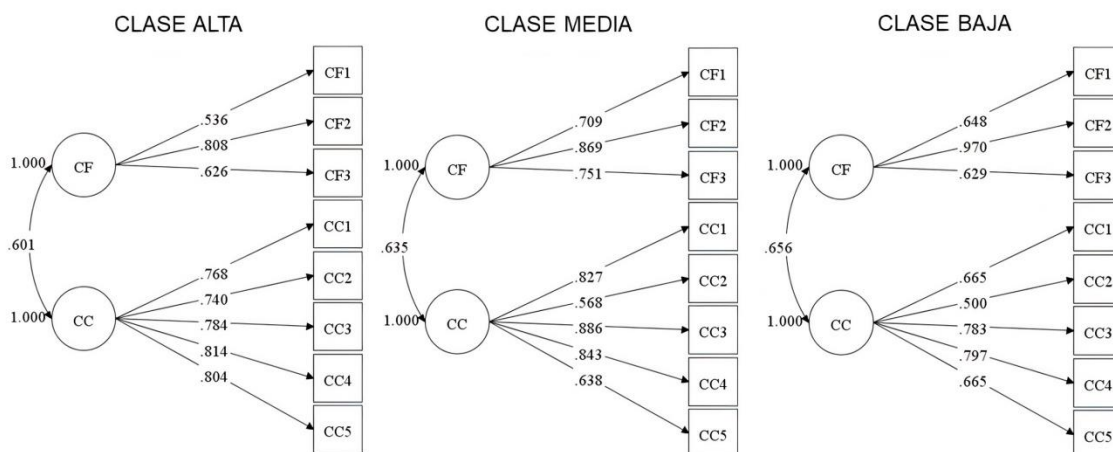 CLASE ALTA
CF1
.536
CF2
.808
1.000
CF
.626
CF3
.601
CC1
.768
CC2
.740
1.000
CC
.784
CC3
.814
.804
CC4
CC5
CLASE MEDIA
CF1
.709
CF2
.869
1.000
CF
.751
CF3
.635
CC1
.827
CC2
.568
1.000
CC
.886
CC3
.843
.638
CC4
CC5
CLASE BAJA
CF1
.648
CF2
.970
1.000
CF
.629
CF3
.656
CC1
.665
CC2
.500
1.000
CC
.783
CC3
.797
.665
CC4
CC5